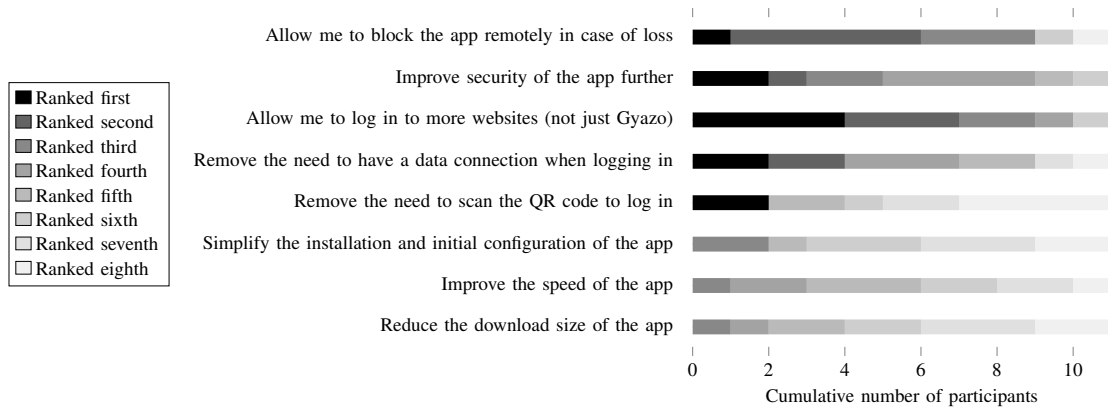 Allow me to block the app remotely in case of loss
Improve security of the app further
Allow me to log in to more websites (not just Gyazo)
Remove the need to have a data connection when logging in
Remove the need to scan the QR code to log in
Simplify the installation and initial configuration of the app
Improve the speed of the app
Reduce the download size of the app
Ranked first
Ranked second
Ranked third
Ranked fourth
Ranked fifth
Ranked sixth
Ranked seventh
Ranked eighth
0 2 4 6 8 10
Cumulative number of participants